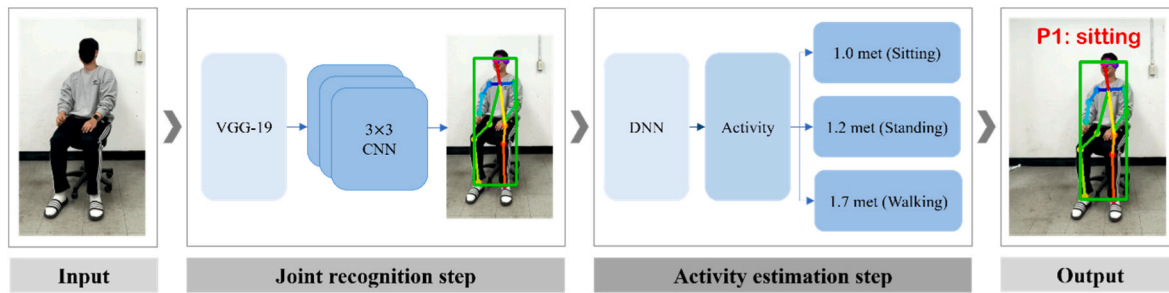 VGG-19
3×3
CNN
DNN
Activity
1.0 met (Sitting)
1.2 met (Standing)
1.7 met (Walking)
P1: sitting
Input
Joint recognition step
Activity estimation step
Output